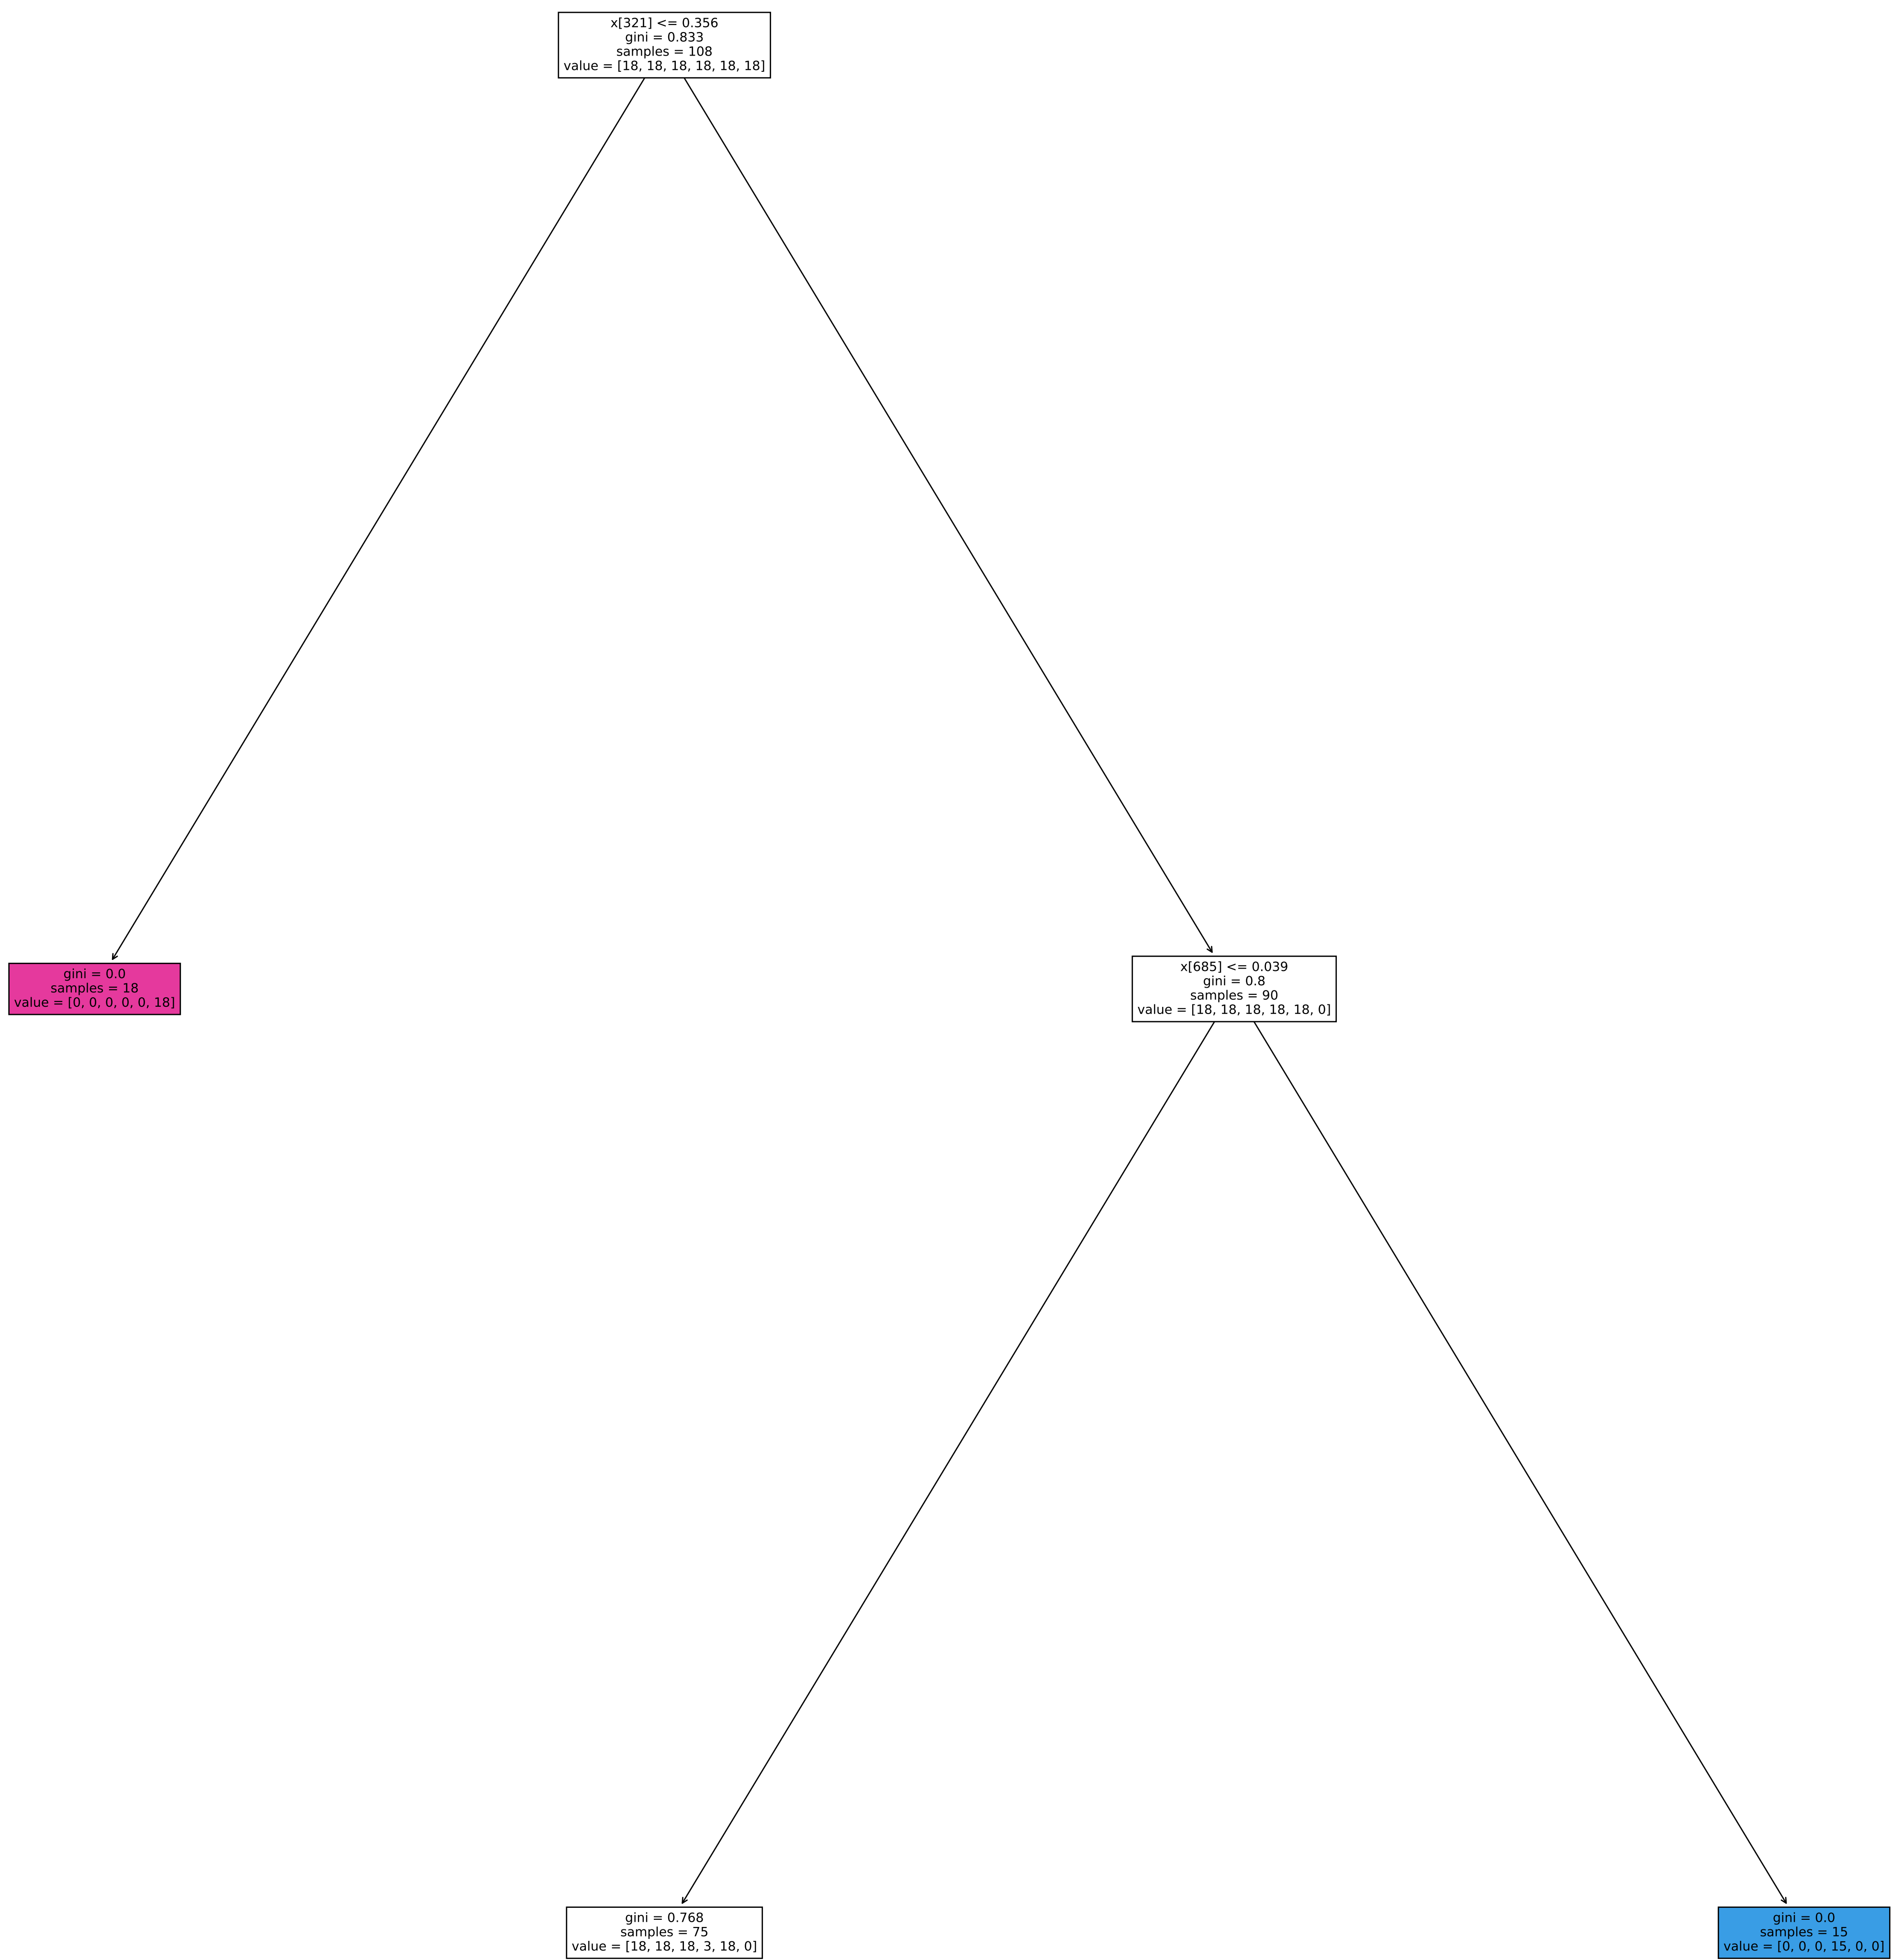 x[321] <= 0.356
gini = 0.833
samples = 108
value = [18, 18, 18, 18, 18, 18]
gini = 0.0
samples = 18
value = [0, 0, 0, 0, 0, 18]
x[685] <= 0.039
gini = 0.8
samples = 90
value = [18, 18, 18, 18, 18, 0]
gini = 0.768
samples = 75
value = [18, 18, 18, 3, 18, 0]
gini = 0.0
samples = 15
value = [0, 0, 0, 15, 0, 0]